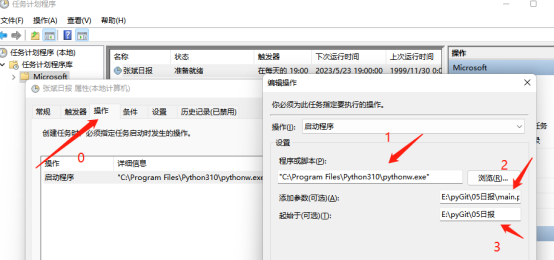 任务计划程序
文件(F) 操作(A) 查看(V) 帮助(H)
任务计划程序 (本地)
任务计划程序库
Microsoft
名称 状态 触发器 下次运行时间 上次运行时间
张斌日报 准备就绪 在每天的 19:00 2023/5/23 19:00:00 1999/11/30 0:
操作
Microsoft
张斌日报 属性(本地计算机)
常规 触发器 操作 条件 设置 历史记录(已禁用)
创建任务时，必须指定任务启动时发生的操作。
操作 详细信息
启动程序 "C:\Program Files\Python310\pythonw.exe
0
编辑操作
你必须为此任务指定要执行的操作。
操作(I): 启动程序
设置
1
程序或脚本(P):
2
"C:\Program Files\Python310\pythonw.exe" 浏览(R)...
添加参数(可选)(A): E:\pyGit\05日报\main.p
起始于(可选)(T): E:\pyGit\05日报
3
任务